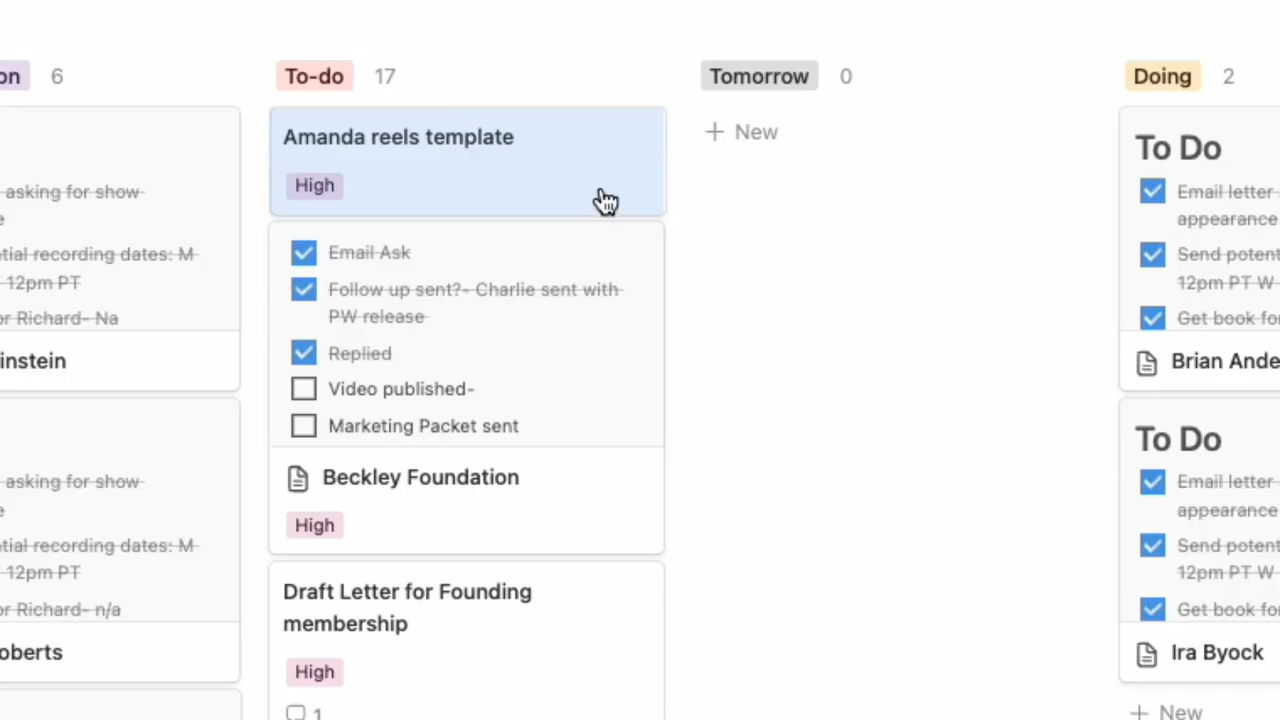 on 6
asking for show
e
tial recording dates: M
12pm PT
or Richard- Na
instein
asking for show
e
tial recording dates: M
12pm PT
or Richard- n/a
oberts
To-do 17
Amanda reels template
High
Email Ask
Follow up sent?- Charlie sent with
PW release
Replied
Video published-
Marketing Packet sent
Beckley Foundation
High
Draft Letter for Founding
membership
High
1
Tomorrow 0
+ New
Doing 2
To Do
Email letter
appearance
Send potent
12pm PT W
Get book fo
Brian Ande
To Do
Email letter
appearance
Send potent
12pm PT W
Get book fo
Ira Byock
+ New